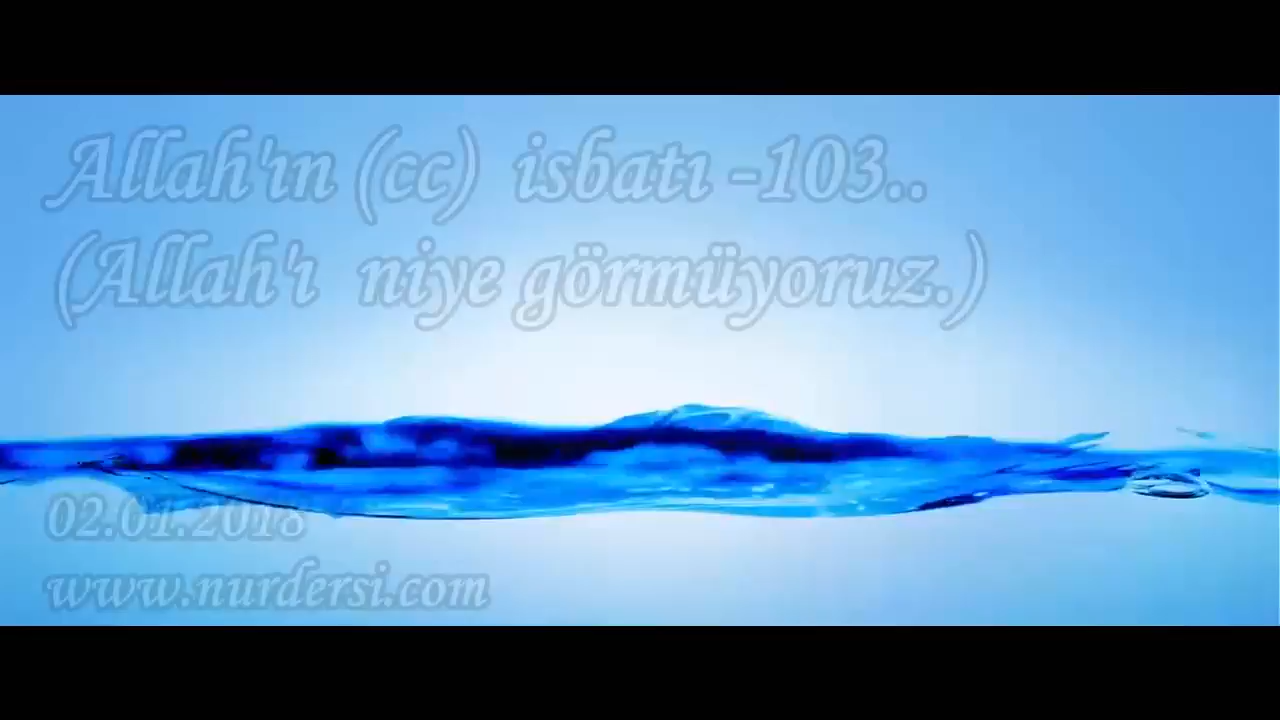 Allah'ın (cc) isbatı -103..
(Allah'ı niye görmüyoruz.)
02.01.2018
www.nurdersi.com